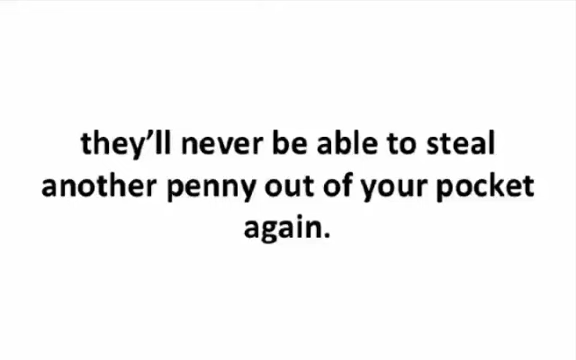 they’ll never be able to steal
another penny out of your pocket
again.